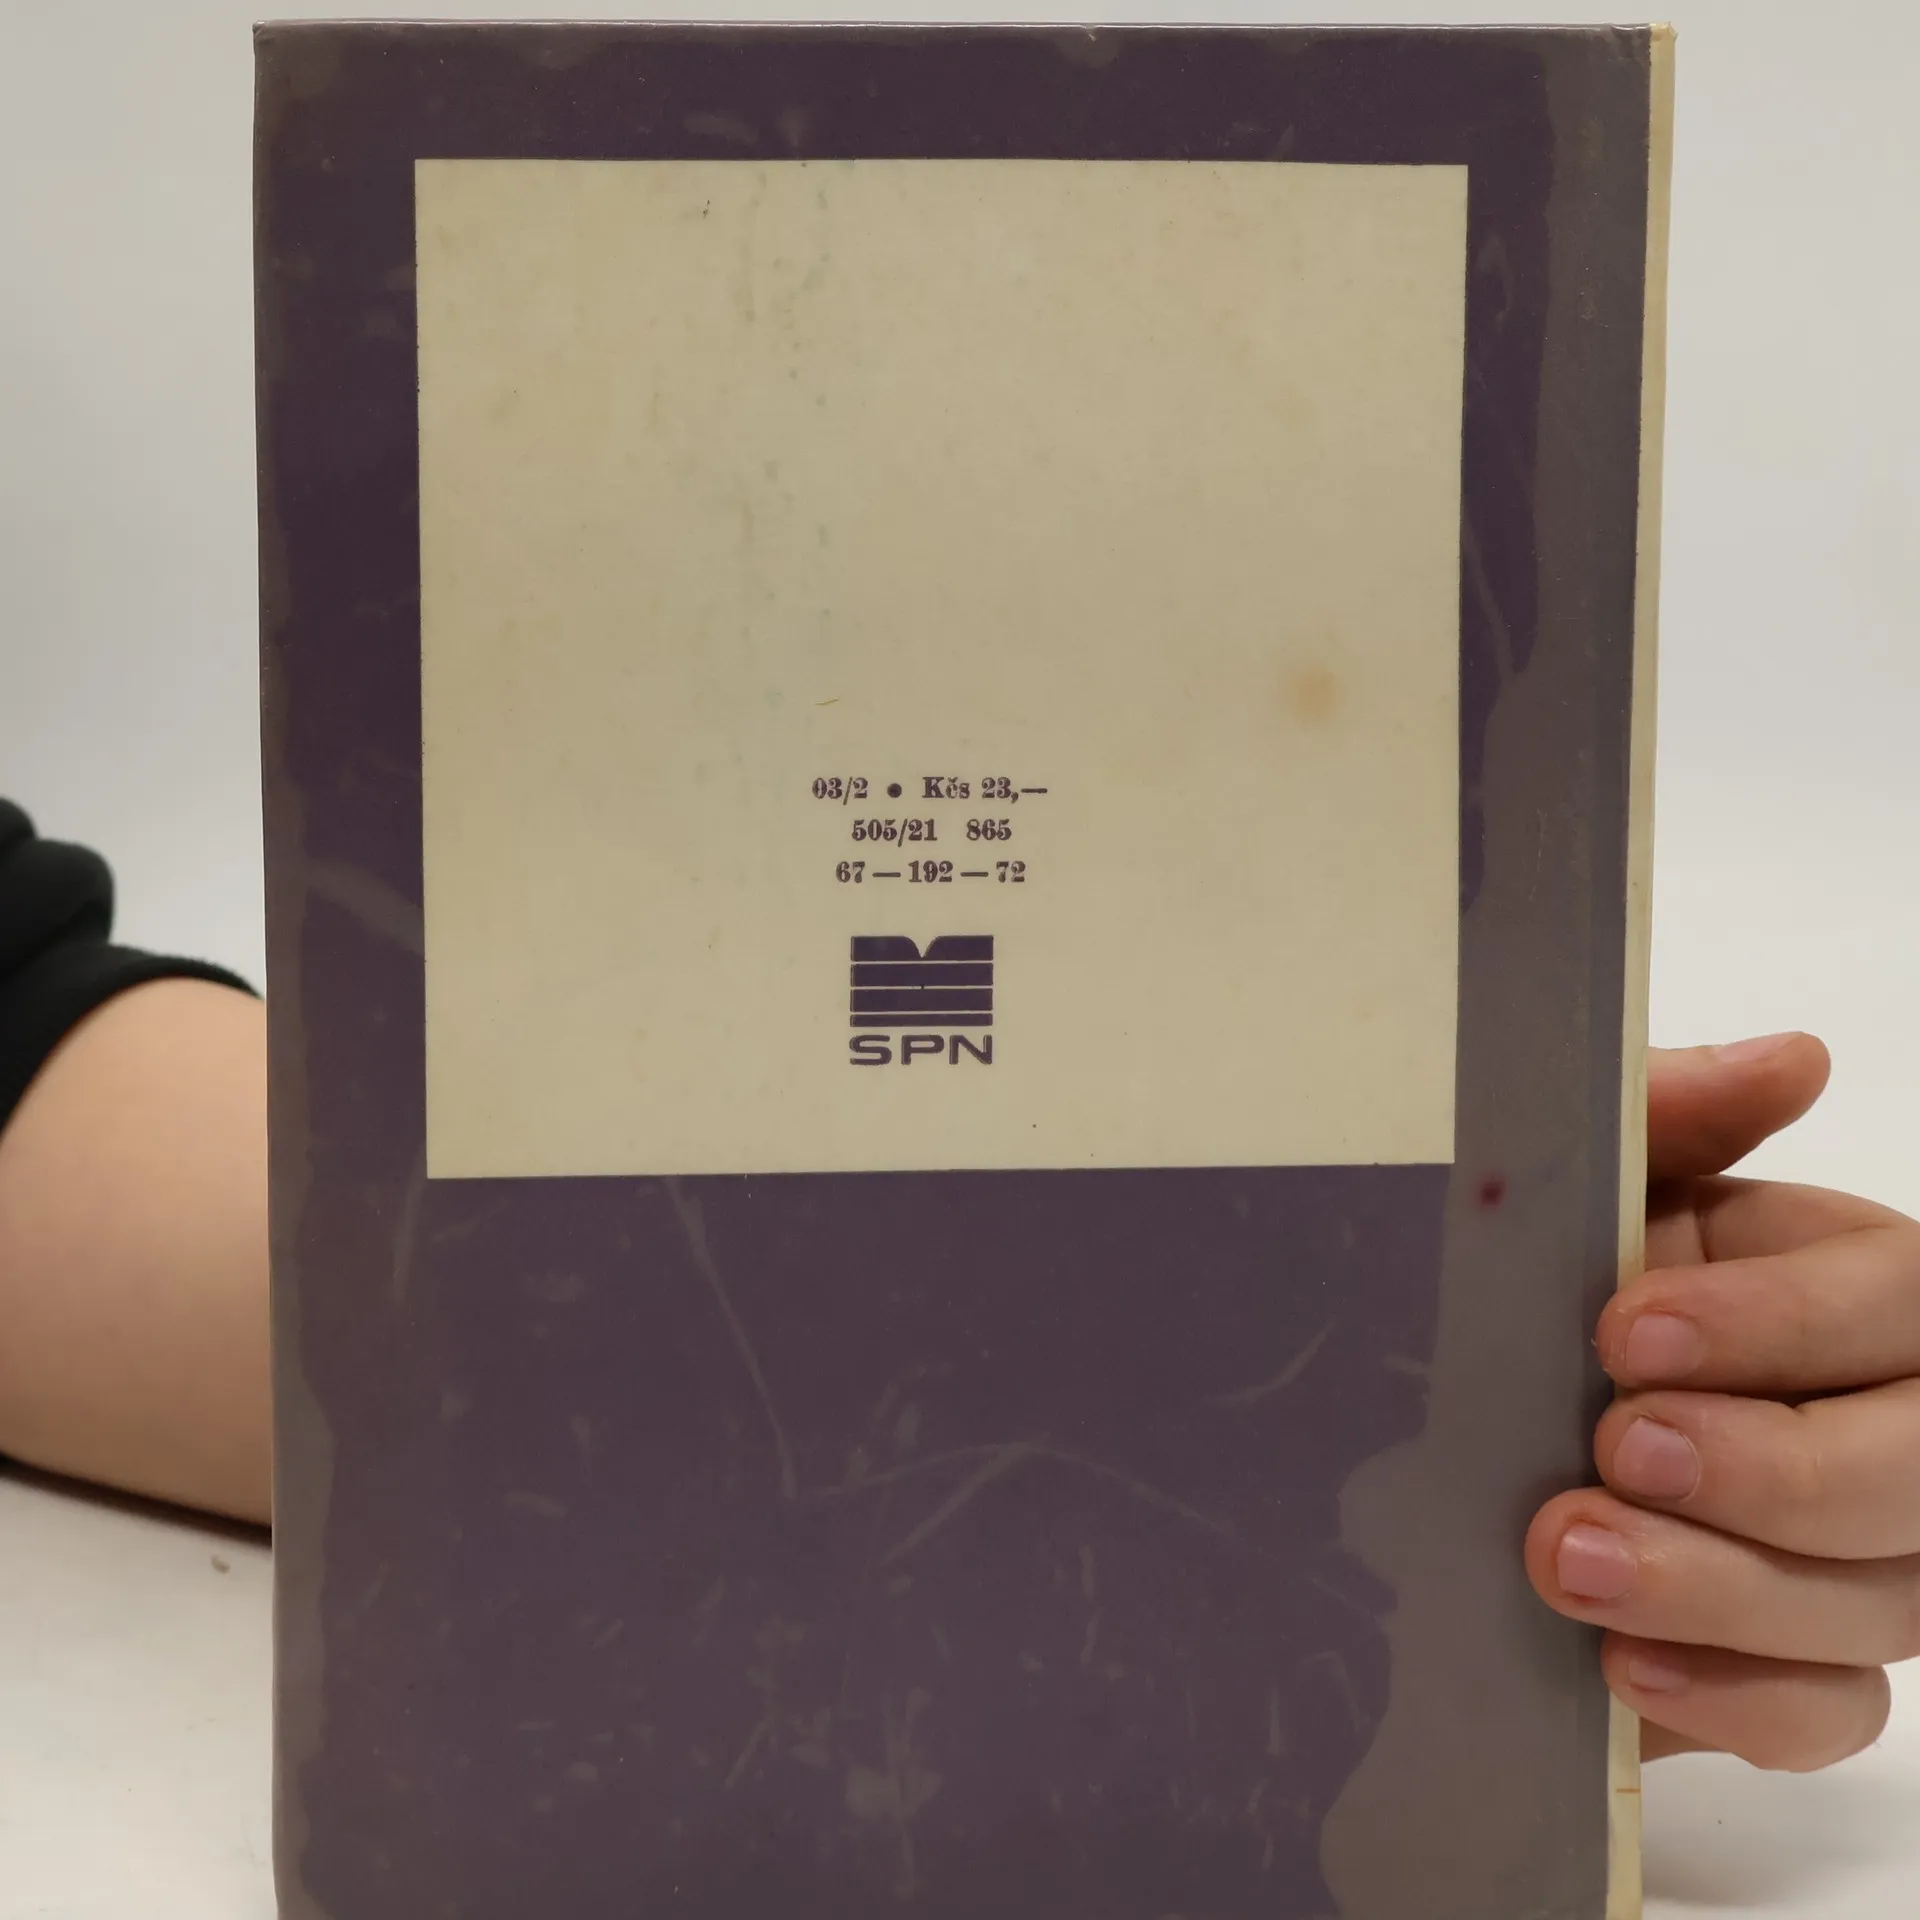 03/2 ● Kčs 23,—
505/21 865
67 — 192 — 72
SPN